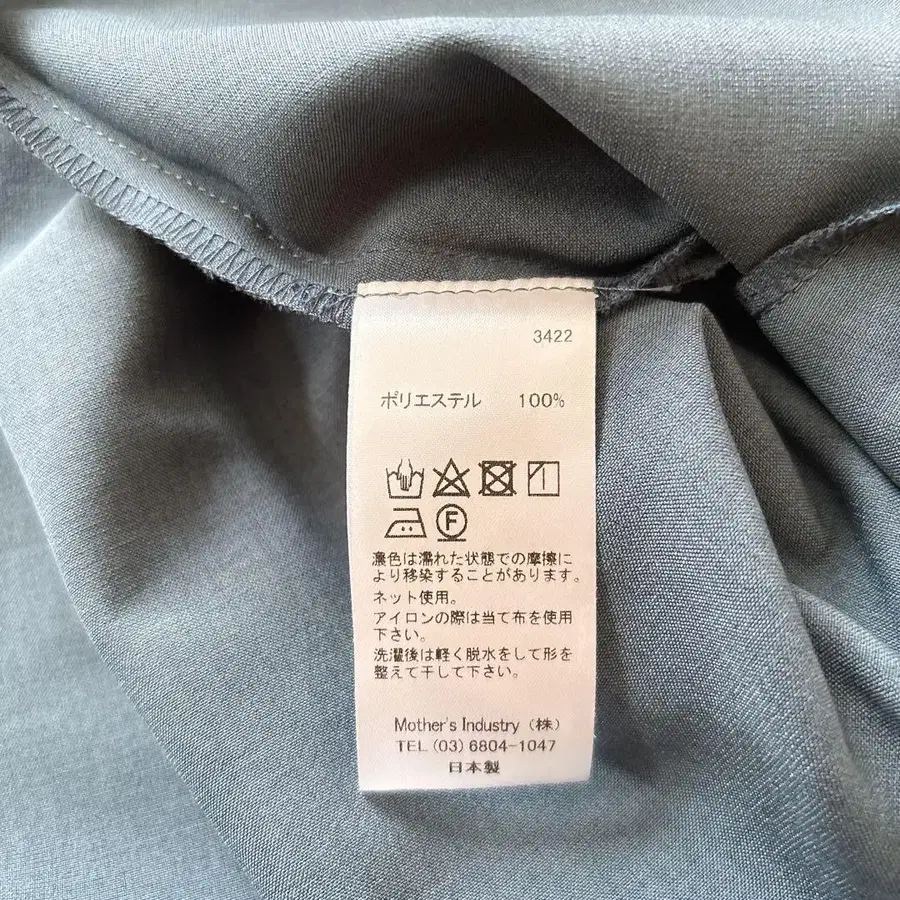 3422
ポリエステル 100%
F
濃色は濡れた状態での摩擦に
より移染することがあります。
ネット使用。
アイロンの際は当て布を使用
下さい。
洗濯後は軽く脱水をして形を
整えて干して下さい。
Mother's Industry (株)
TEL (03) 6804-1047
日本製